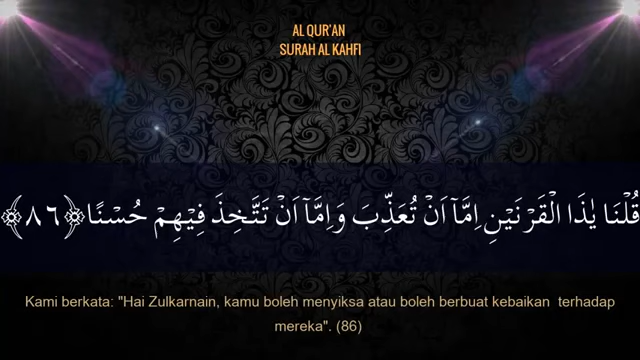 AL QUR'AN
SURAH AL KAHFI
قُلْنَا يٰذَا الْقَرْنَيْنِ اِمَّآ اَنْ تُعَذِّبَ وَاِمَّآ اَنْ تَتَّخِذَ فِيْهِمْ حُسْنًا ﴿٨٦﴾
Kami berkata: "Hai Zulkarnain, kamu boleh menyiksa atau boleh berbuat kebaikan terhadap
mereka". (86)